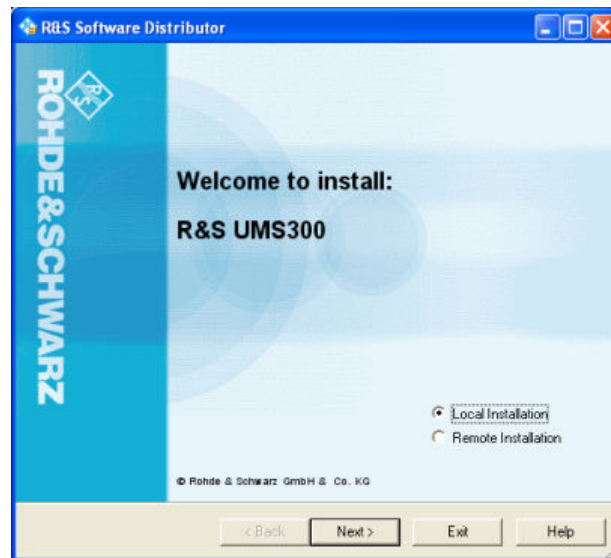 R&S Software Distributor
ROHDE&SCHWARZ
R&S
Welcome to install:
R&S UMS300
Local Installation
Remote Installation
© Rohde & Schwarz GmbH & Co. KG
< Back
Next >
Exit
Help